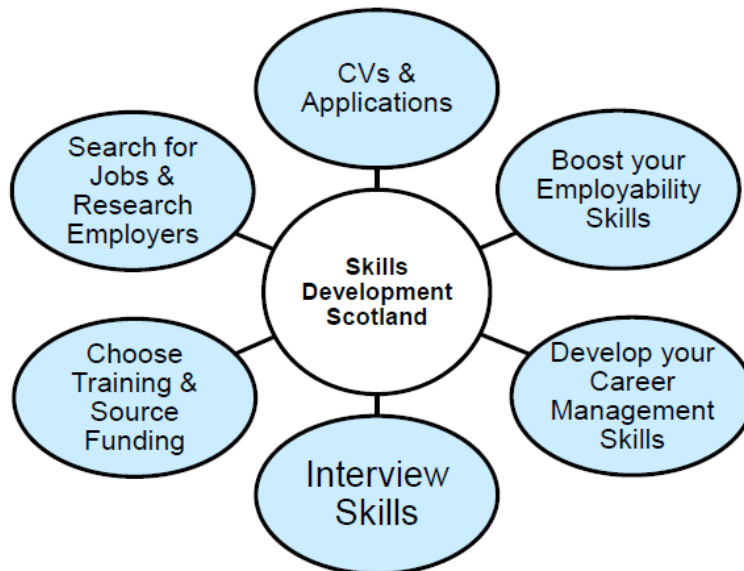 CVs &
Applications
Boost your
Employability
Skills
Develop your
Career
Management
Skills
Interview
Skills
Choose
Training &
Source
Funding
Search for
Jobs &
Research
Employers
Skills
Development
Scotland